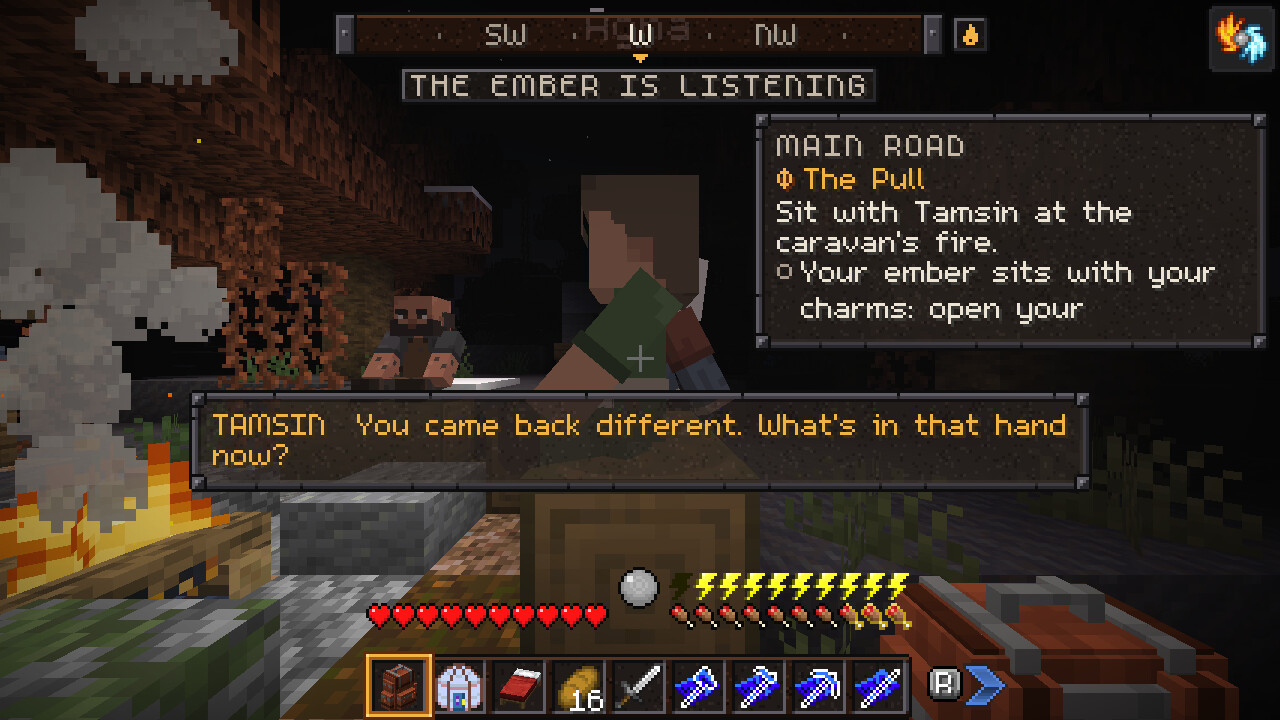 SW W NW
THE EMBER IS LISTENING
MAIN ROAD
The Pull
Sit with Tamsin at the
caravan's fire.
Your ember sits with your
charms: open your
TAMSIN You came back different. What's in that hand
now?
16
R